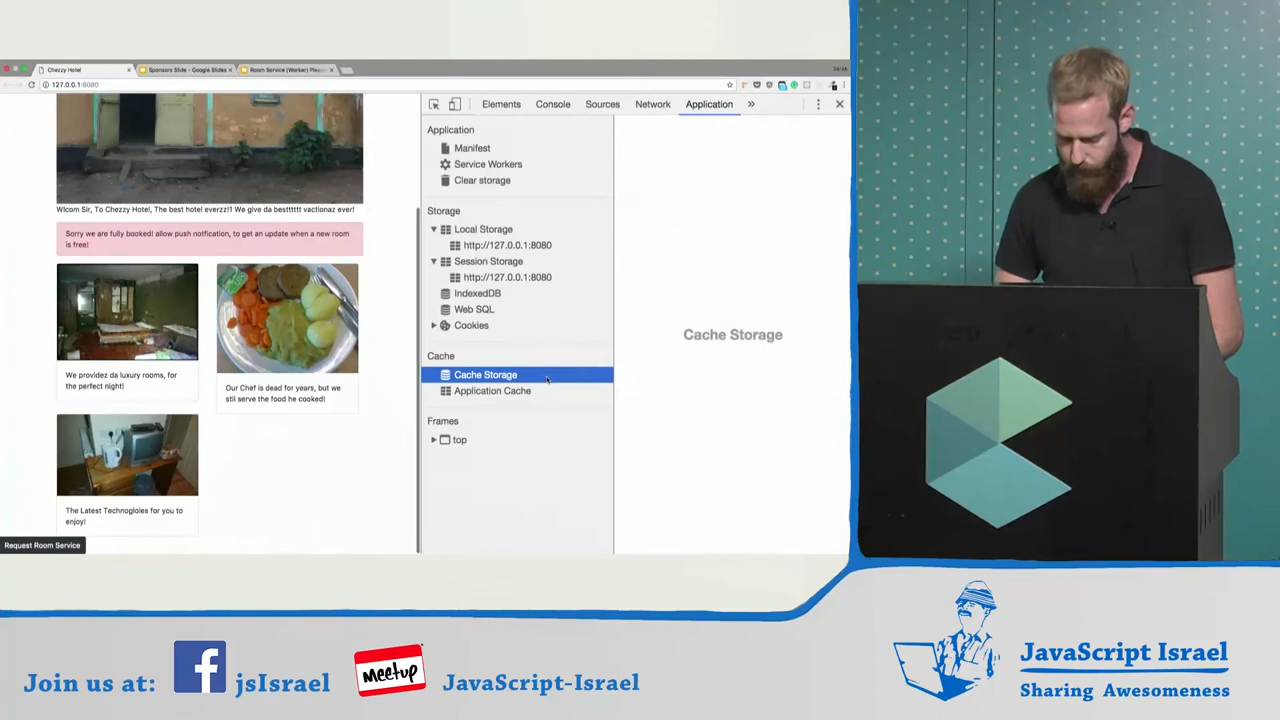 Chezzy Hotel
Sponsors Slide - Google Slides
Room Service (Worker) Pleas
127.0.0.1:8080
Elements
Console
Sources
Network
Application
Wlcom Sir, To Chezzy Hotel, The best hotel everzz!1 We give da bestttttt vactionaz ever!
Sorry we are fully booked! allow push notfication, to get an update when a new room
is free!
We providez da luxury rooms, for
the perfect night!
Our Chef is dead for years, but we
stil serve the food he cooked!
The Latest Technogloies for you to
enjoy!
Request Room Service
Application
Manifest
Service Workers
Clear storage
Storage
Local Storage
http://127.0.0.1:8080
Session Storage
http://127.0.0.1:8080
IndexedDB
Web SQL
Cookies
Cache
Cache Storage
Application Cache
Frames
top
Cache Storage
Join us at:
f
jsIsrael
Meetup
JavaScript-Israel
JavaScript Israel
Sharing Awesomeness